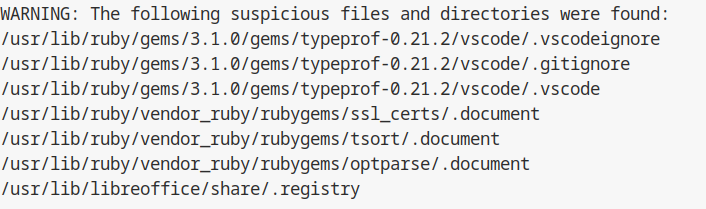 WARNING: The following suspicious files and directories were found:
/usr/lib/ruby/gems/3.1.0/gems/typeprof-0.21.2/vscode/.vscodeignore
/usr/lib/ruby/gems/3.1.0/gems/typeprof-0.21.2/vscode/.gitignore
/usr/lib/ruby/gems/3.1.0/gems/typeprof-0.21.2/vscode/.vscode
/usr/lib/ruby/vendor_ruby/rubygems/ssl_certs/.document
/usr/lib/ruby/vendor_ruby/rubygems/tsort/.document
/usr/lib/ruby/vendor_ruby/rubygems/optparse/.document
/usr/lib/libreoffice/share/.registry